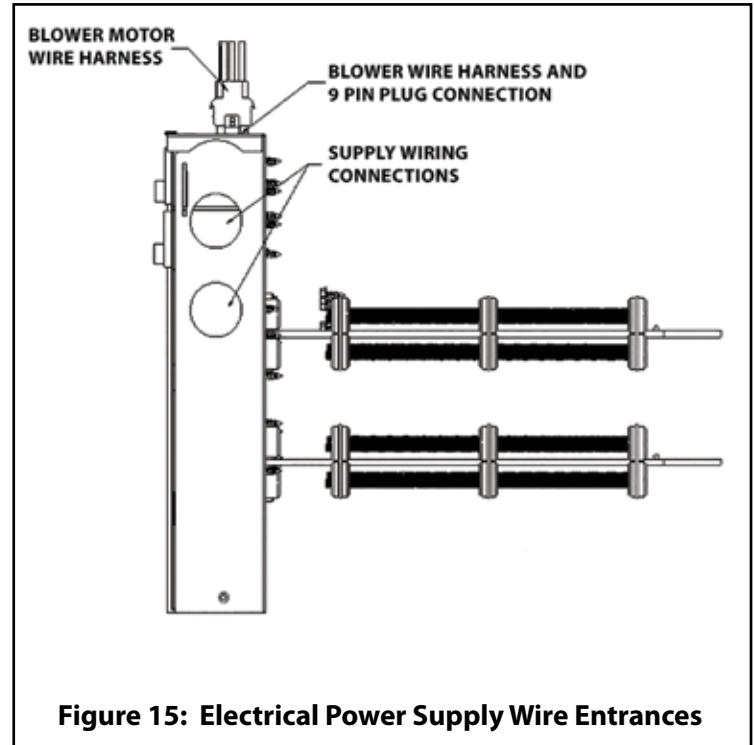 BLOWER MOTOR
WIRE HARNESS
BLOWER WIRE HARNESS AND
9 PIN PLUG CONNECTION
SUPPLY WIRING
CONNECTIONS
Figure 15: Electrical Power Supply Wire Entrances